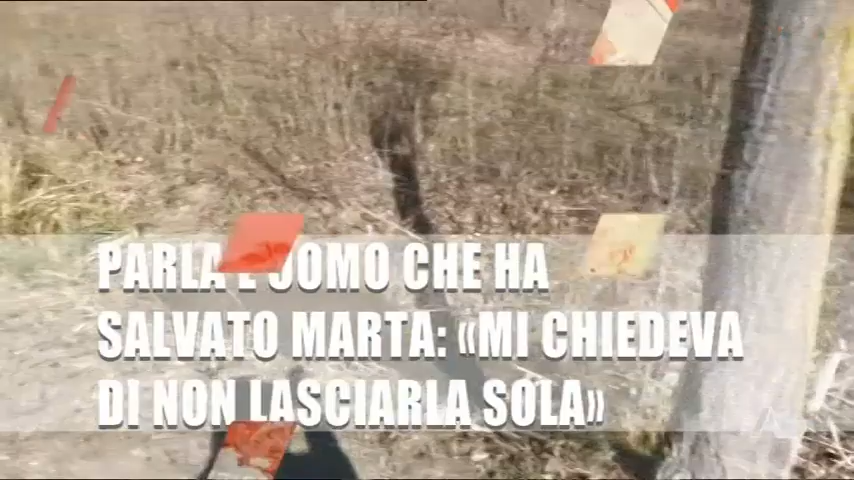 PARLA L'UOMO CHE HA
SALVATO MARTA: «MI CHIEDEVA
DI NON LASCIARLA SOLA»